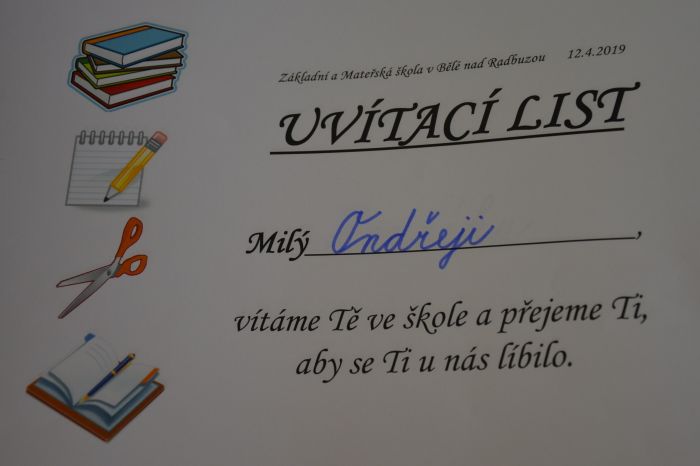 Základní a Mateřská škola v Bělé nad Radbuzou 12.4.2019
UVÍTACÍ LIST
Milý Ondřeji,
vítáme Tě ve škole a přejeme Ti,
aby se Ti u nás líbilo.